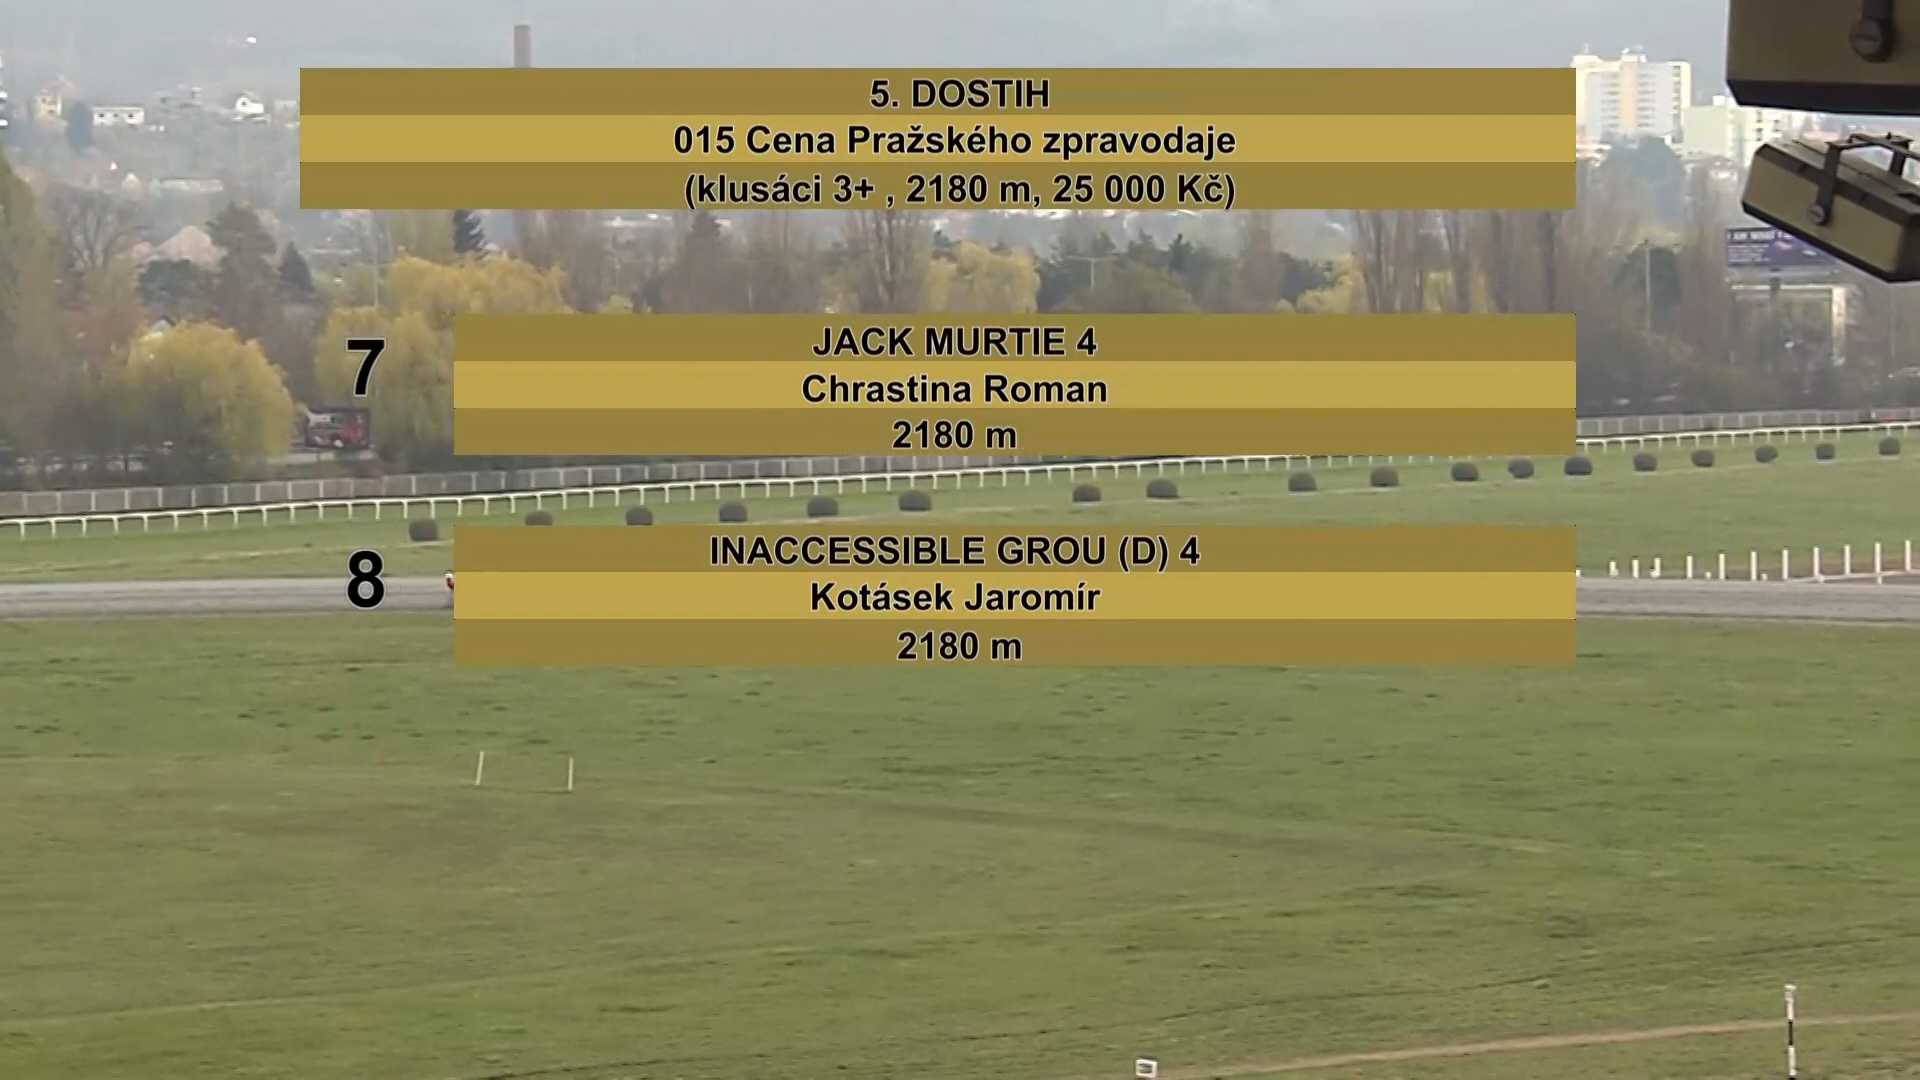 5. DOSTIH
015 Cena Pražského zpravodaje
(klusáci 3+ , 2180 m, 25 000 Kč)
7
JACK MURTIE 4
Chrastina Roman
2180 m
8
INACCESSIBLE GROU (D) 4
Kotásek Jaromír
2180 m